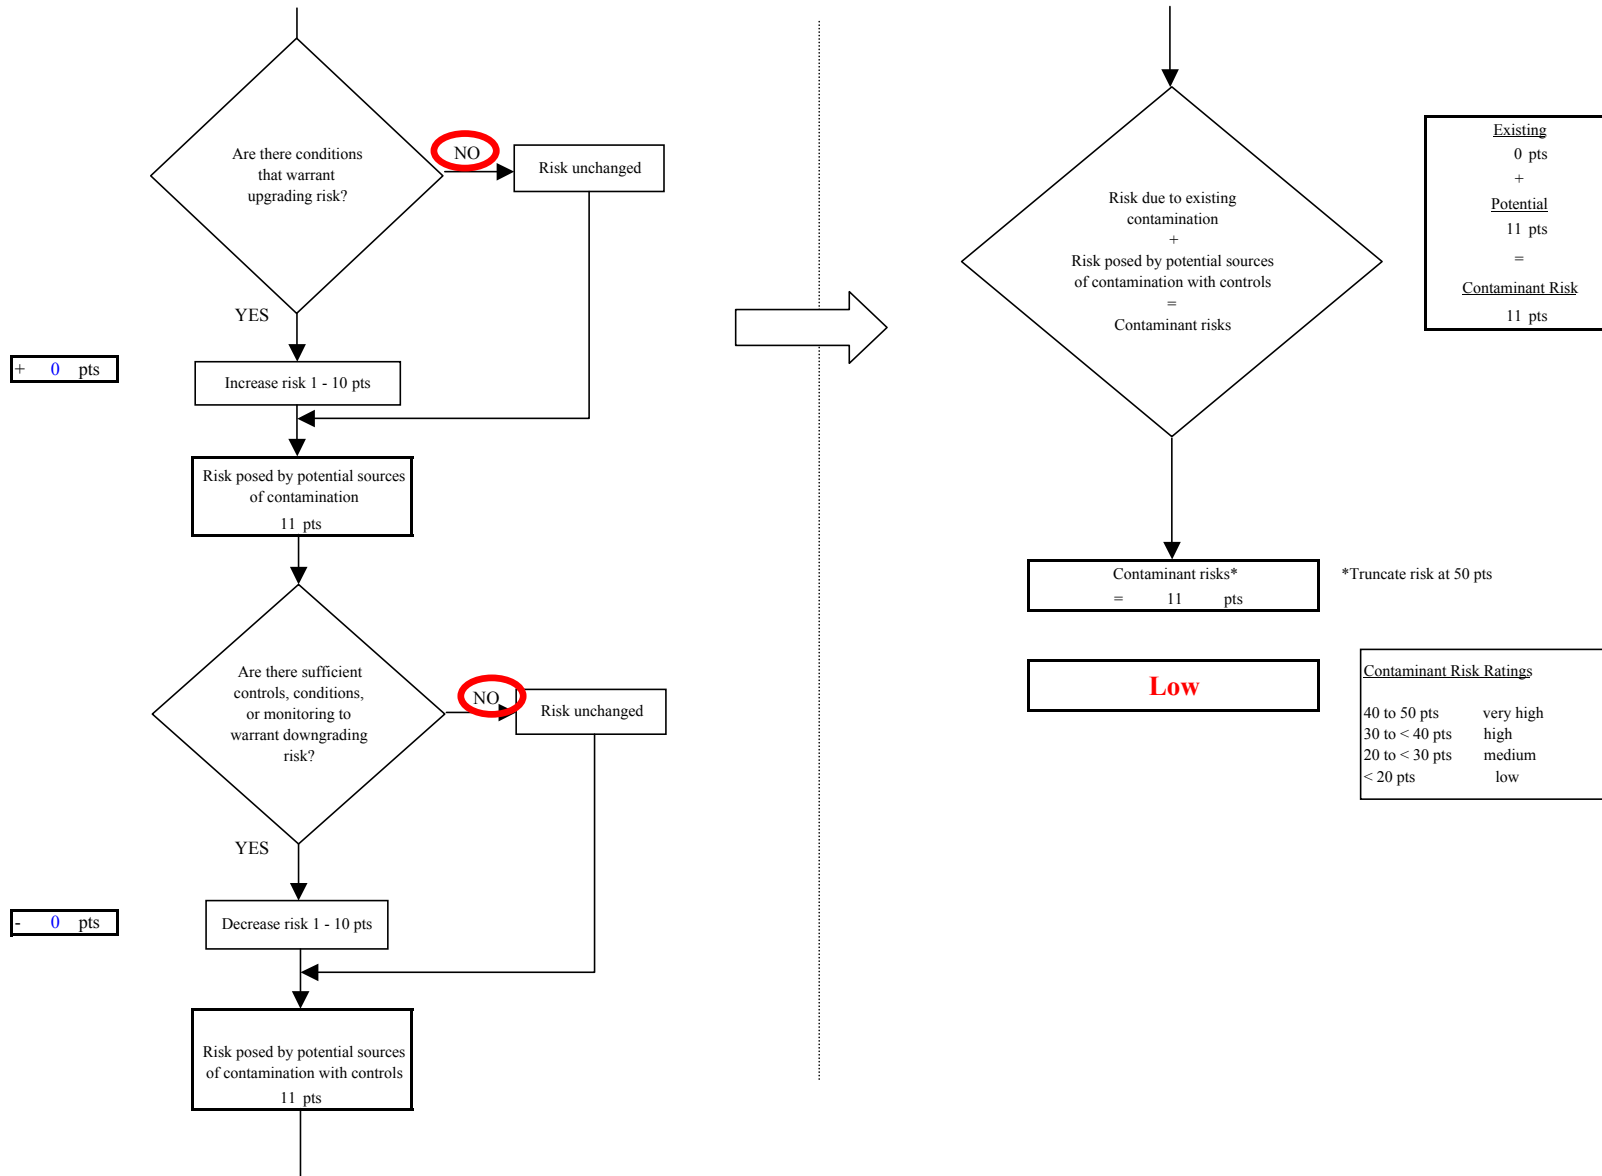 Are there conditions
that warrant
upgrading risk?
NO
Risk unchanged
YES
+ 0 pts
Increase risk 1 - 10 pts
Risk posed by potential sources
of contamination
11 pts
Are there sufficient
controls, conditions,
or monitoring to
warrant downgrading
risk?
NO
Risk unchanged
YES
- 0 pts
Decrease risk 1 - 10 pts
Risk posed by potential sources
of contamination with controls
11 pts
Risk due to existing
contamination
+
Risk posed by potential sources
of contamination with controls
=
Contaminant risks
Existing
0 pts
+
Potential
11 pts
=
Contaminant Risk
11 pts
Contaminant risks*
= 11 pts
*Truncate risk at 50 pts
Low
Contaminant Risk Ratings
40 to 50 pts very high
30 to < 40 pts high
20 to < 30 pts medium
< 20 pts low